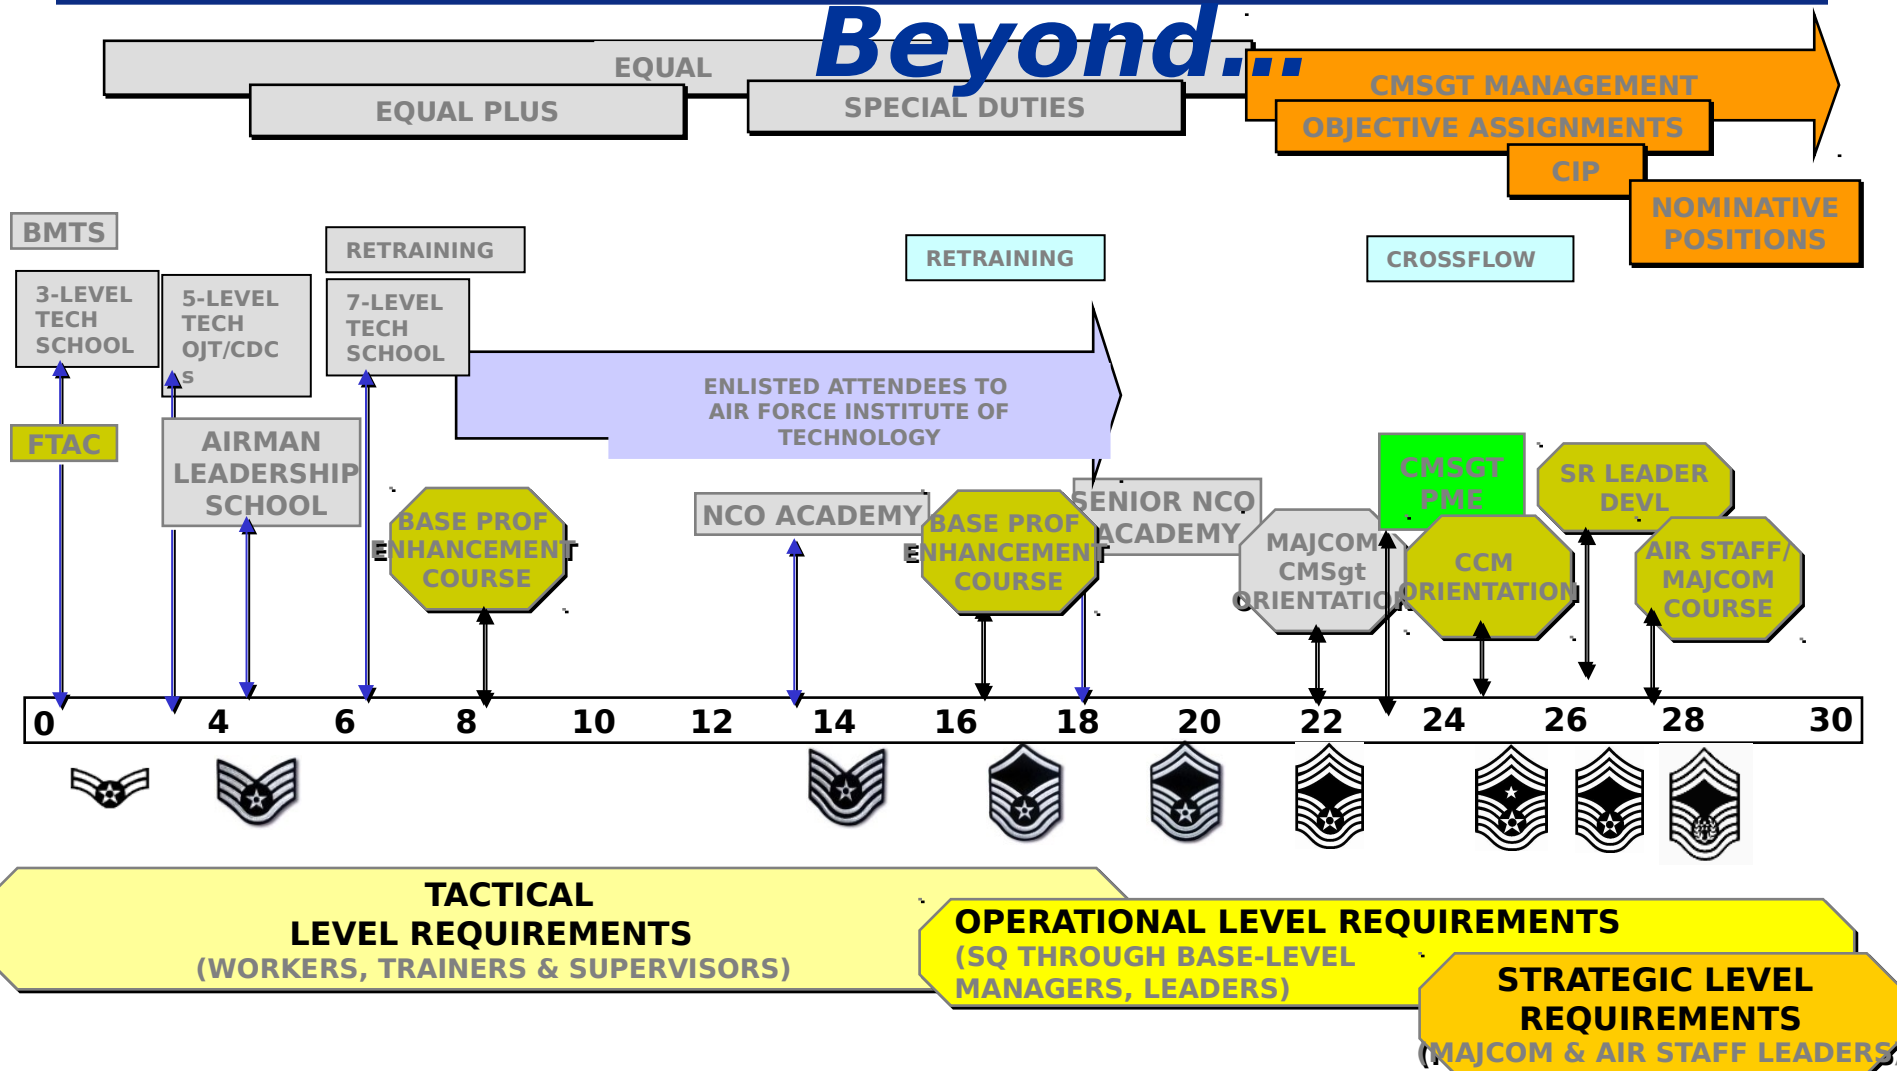 Beyond…
EQUAL
EQUAL PLUS
SPECIAL DUTIES
CMSGT MANAGEMENT
OBJECTIVE ASSIGNMENTS
CIP
NOMINATIVE
POSITIONS
BMTS
RETRAINING
RETRAINING
CROSSFLOW
3-LEVEL
TECH
SCHOOL
5-LEVEL
TECH
OJT/CDC
s
7-LEVEL
TECH
SCHOOL
ENLISTED ATTENDEES TO
AIR FORCE INSTITUTE OF
TECHNOLOGY
FTAC
AIRMAN
LEADERSHIP
SCHOOL
BASE PROF
ENHANCEMENT
COURSE
NCO ACADEMY
BASE PROF
ENHANCEMENT
COURSE
SENIOR NCO
ACADEMY
MAJCOM
CMSgt
ORIENTATION
CMSGT
PME
CCM
ORIENTATION
SR LEADER
DEVL
AIR STAFF/
MAJCOM
COURSE
0 4 6 8 10 12 14 16 18 20 22 24 26 28 30
TACTICAL
LEVEL REQUIREMENTS
(WORKERS, TRAINERS & SUPERVISORS)
OPERATIONAL LEVEL REQUIREMENTS
(SQ THROUGH BASE-LEVEL
MANAGERS, LEADERS)
STRATEGIC LEVEL
REQUIREMENTS
(MAJCOM & AIR STAFF LEADERS)